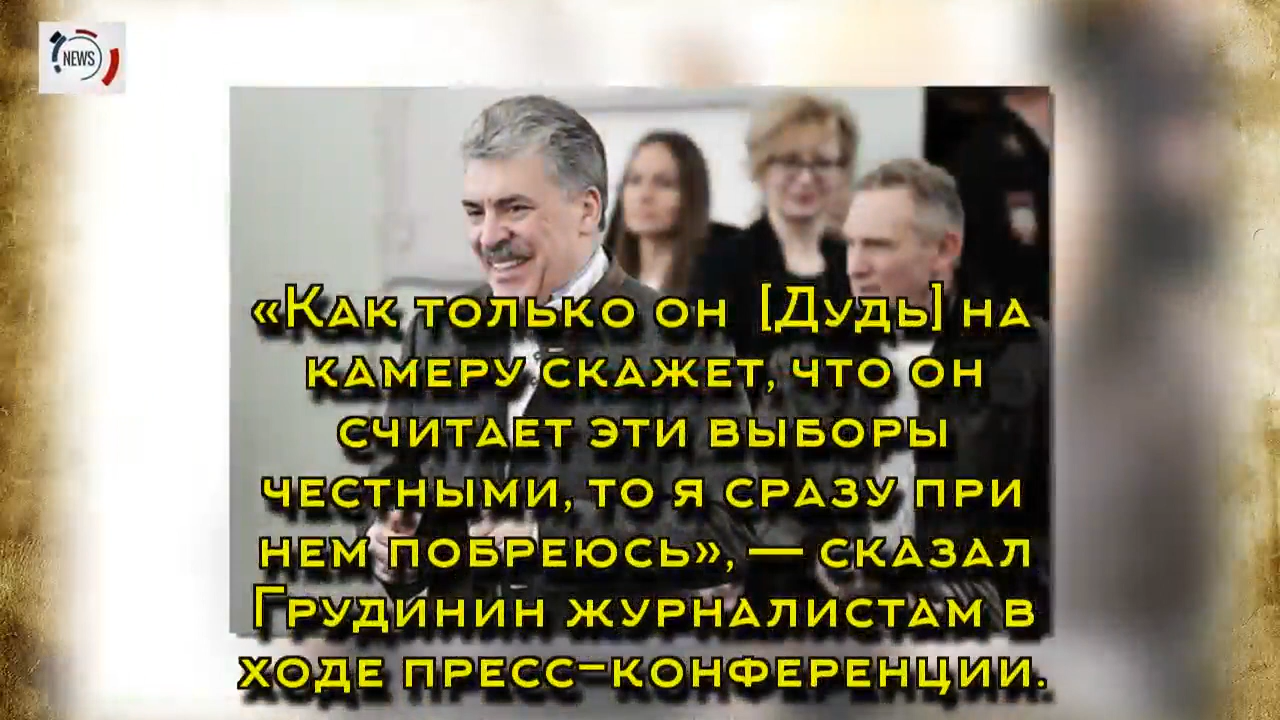 NEWS
«Как только он [Дудь] на
камеру скажет, что он
считает эти выборы
честными, то я сразу при
нем побреюсь», — сказал
Грудинин журналистам в
ходе пресс-конференции.